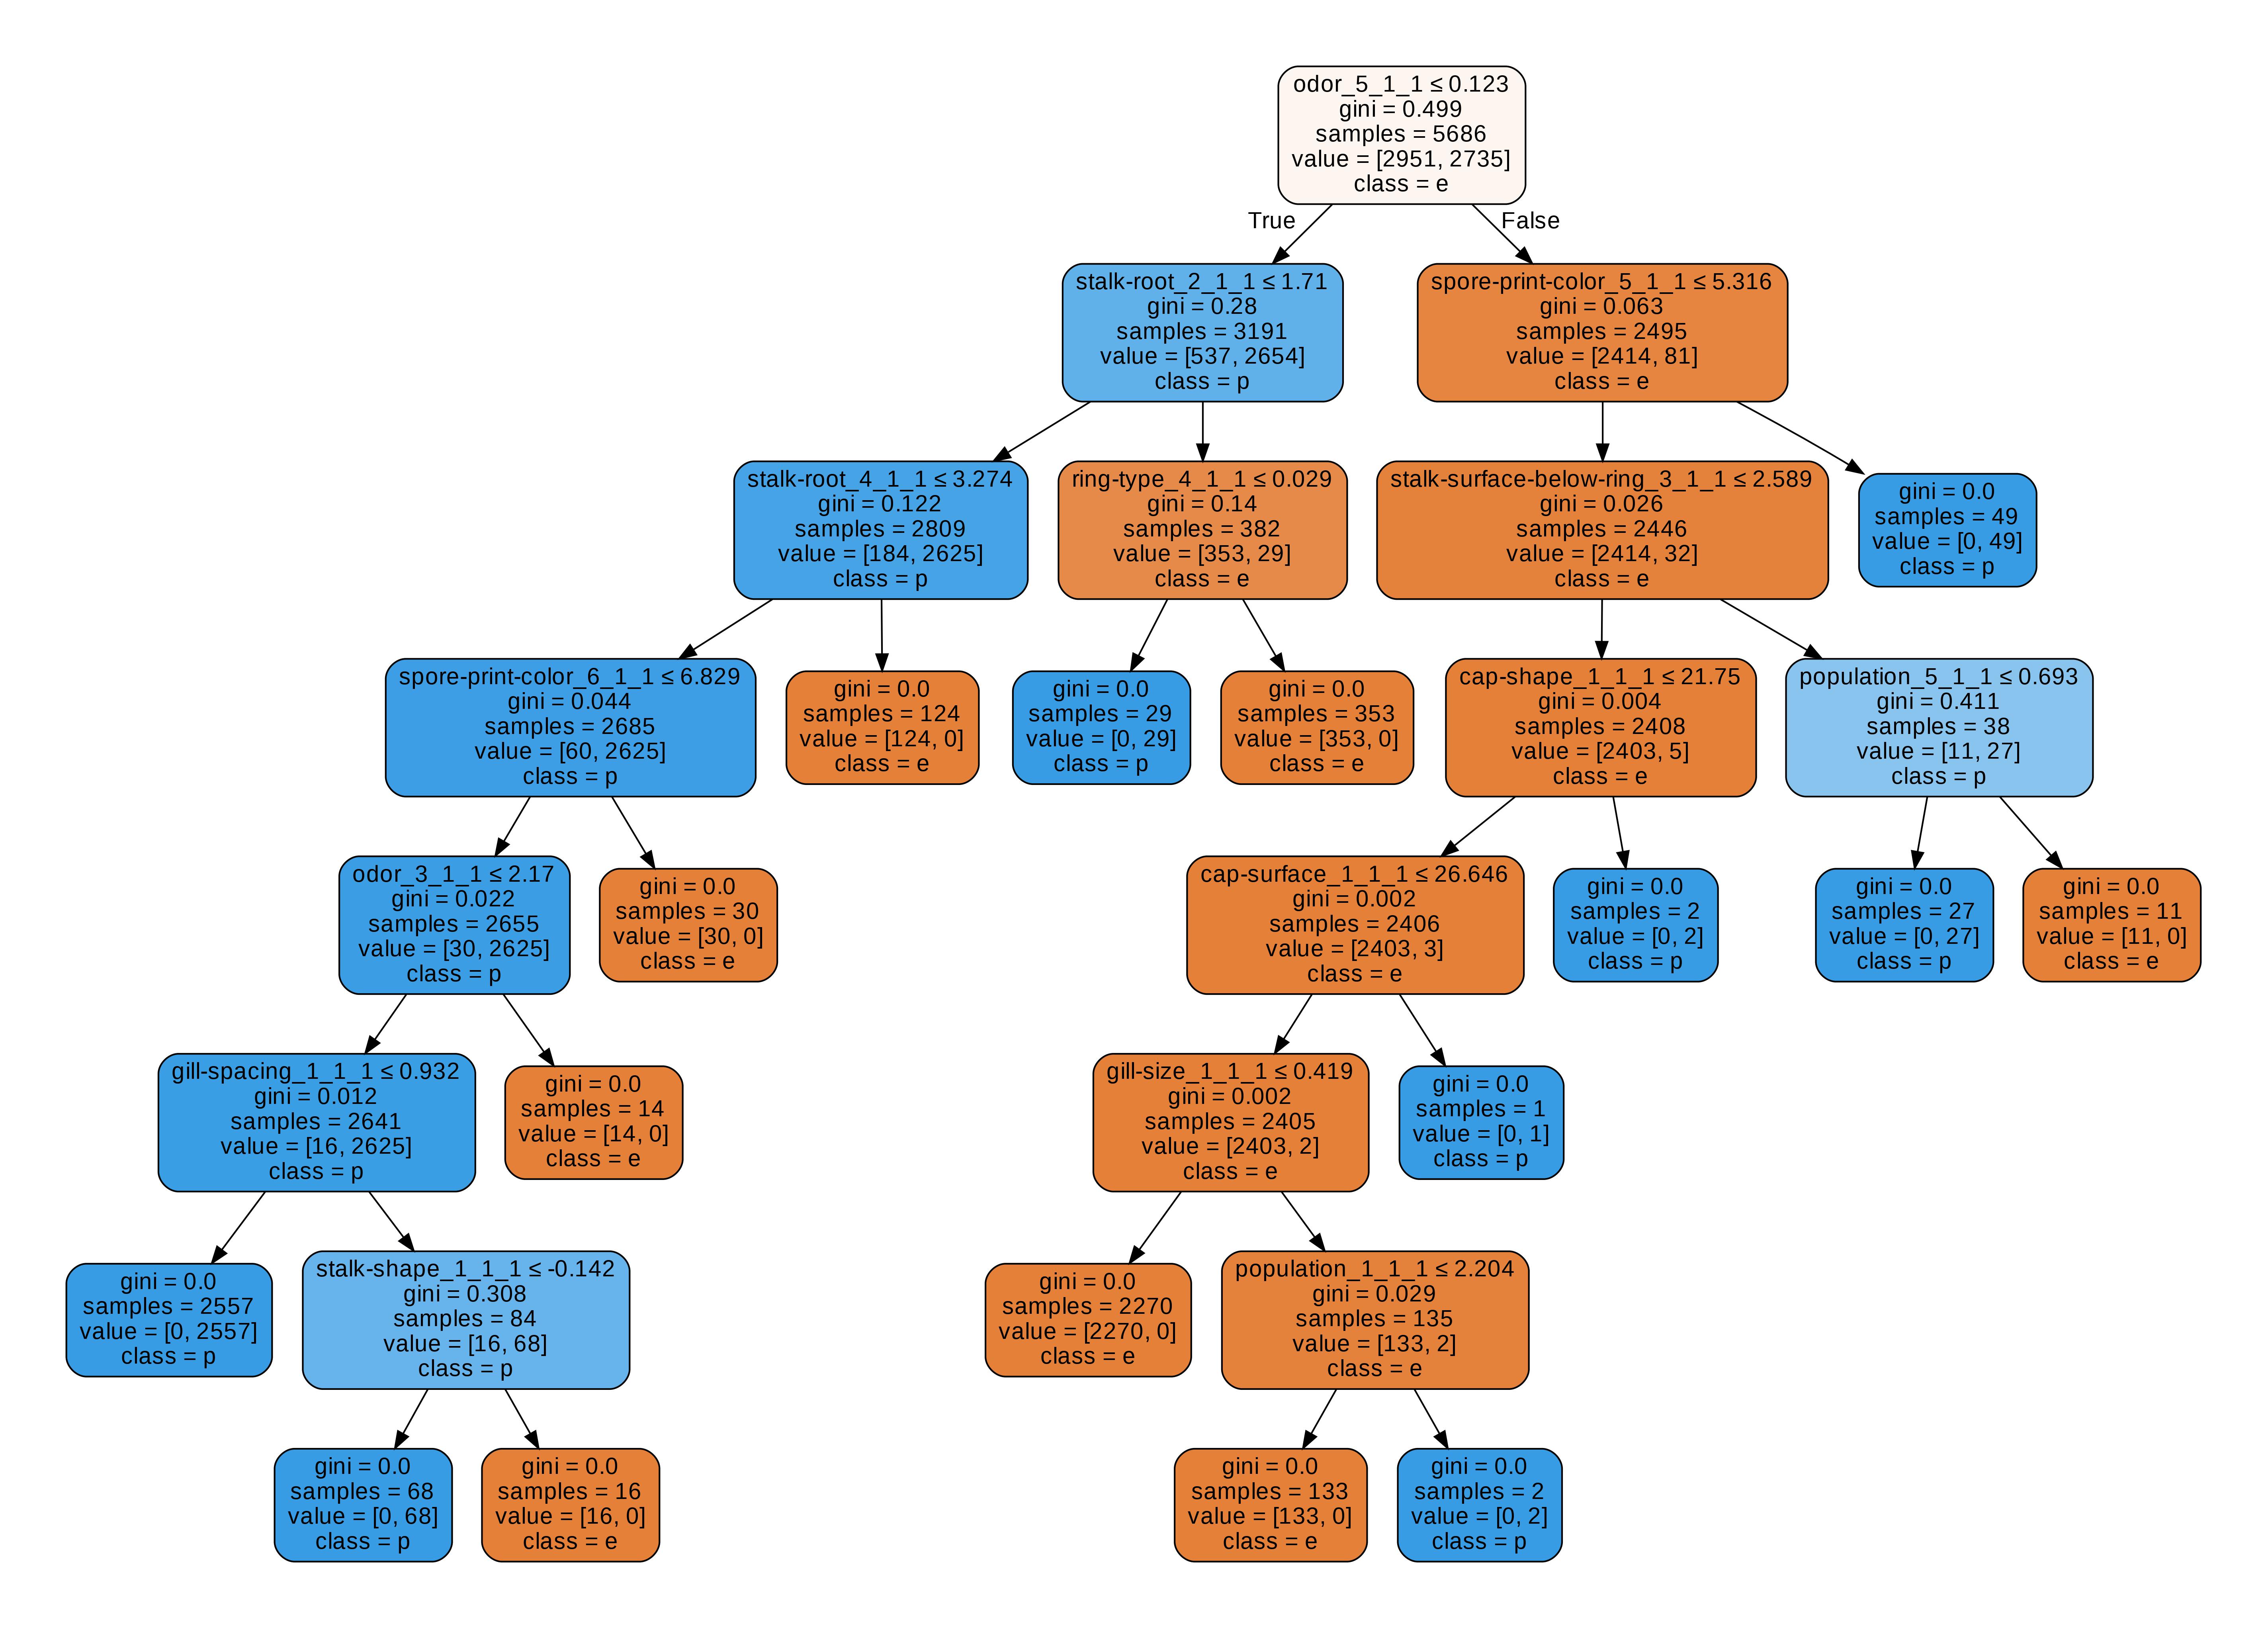 odor_5_1_1 ≤ 0.123
gini = 0.499
samples = 5686
value = [2951, 2735]
class = e
True
False
stalk-root_2_1_1 ≤ 1.71
gini = 0.28
samples = 3191
value = [537, 2654]
class = p
spore-print-color_5_1_1 ≤ 5.316
gini = 0.063
samples = 2495
value = [2414, 81]
class = e
stalk-root_4_1_1 ≤ 3.274
gini = 0.122
samples = 2809
value = [184, 2625]
class = p
ring-type_4_1_1 ≤ 0.029
gini = 0.14
samples = 382
value = [353, 29]
class = e
stalk-surface-below-ring_3_1_1 ≤ 2.589
gini = 0.026
samples = 2446
value = [2414, 32]
class = e
gini = 0.0
samples = 49
value = [0, 49]
class = p
spore-print-color_6_1_1 ≤ 6.829
gini = 0.044
samples = 2685
value = [60, 2625]
class = p
gini = 0.0
samples = 124
value = [124, 0]
class = e
gini = 0.0
samples = 29
value = [0, 29]
class = p
gini = 0.0
samples = 353
value = [353, 0]
class = e
cap-shape_1_1_1 ≤ 21.75
gini = 0.004
samples = 2408
value = [2403, 5]
class = e
population_5_1_1 ≤ 0.693
gini = 0.411
samples = 38
value = [11, 27]
class = p
odor_3_1_1 ≤ 2.17
gini = 0.022
samples = 2655
value = [30, 2625]
class = p
gini = 0.0
samples = 30
value = [30, 0]
class = e
cap-surface_1_1_1 ≤ 26.646
gini = 0.002
samples = 2406
value = [2403, 3]
class = e
gini = 0.0
samples = 2
value = [0, 2]
class = p
gini = 0.0
samples = 27
value = [0, 27]
class = p
gini = 0.0
samples = 11
value = [11, 0]
class = e
gill-spacing_1_1_1 ≤ 0.932
gini = 0.012
samples = 2641
value = [16, 2625]
class = p
gini = 0.0
samples = 14
value = [14, 0]
class = e
gill-size_1_1_1 ≤ 0.419
gini = 0.002
samples = 2405
value = [2403, 2]
class = e
gini = 0.0
samples = 1
value = [0, 1]
class = p
gini = 0.0
samples = 2557
value = [0, 2557]
class = p
stalk-shape_1_1_1 ≤ -0.142
gini = 0.308
samples = 84
value = [16, 68]
class = p
gini = 0.0
samples = 2270
value = [2270, 0]
class = e
population_1_1_1 ≤ 2.204
gini = 0.029
samples = 135
value = [133, 2]
class = e
gini = 0.0
samples = 68
value = [0, 68]
class = p
gini = 0.0
samples = 16
value = [16, 0]
class = e
gini = 0.0
samples = 133
value = [133, 0]
class = e
gini = 0.0
samples = 2
value = [0, 2]
class = p